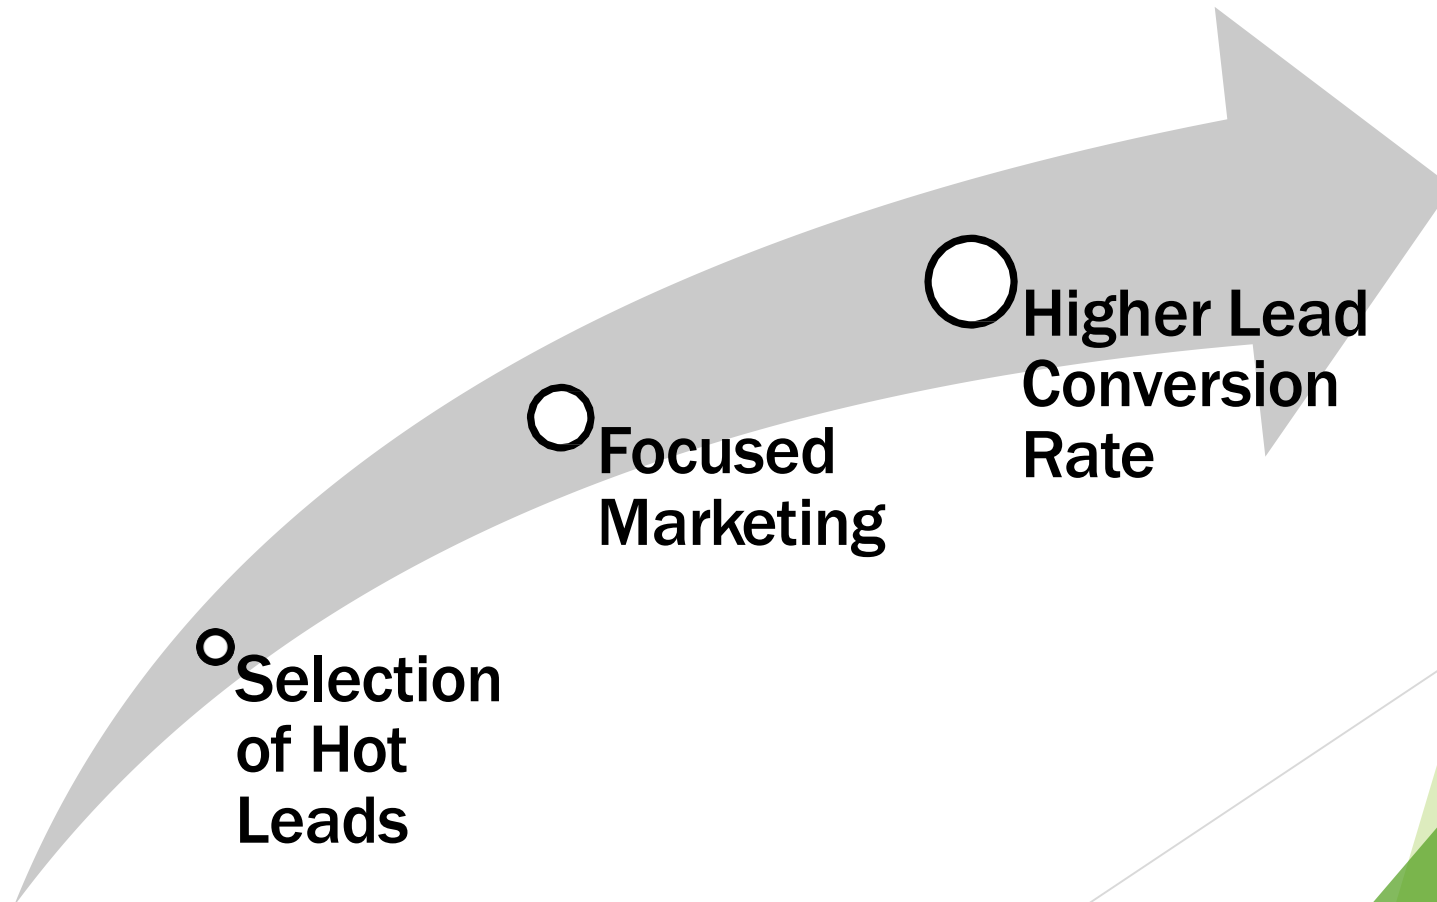 Selection
of Hot
Leads
Focused
Marketing
Higher Lead
Conversion
Rate